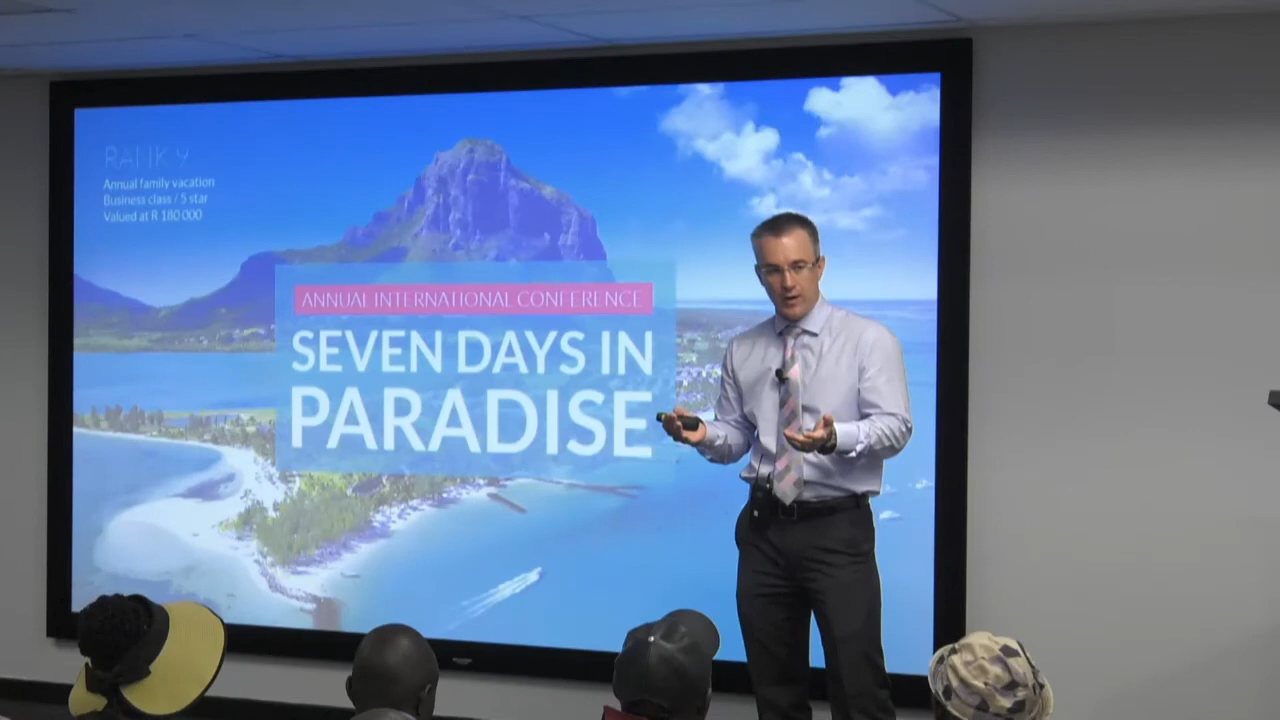 RANK 9
Annual family vacation
Business class / 5 star
Valued at R 180 000
ANNUAL INTERNATIONAL CONFERENCE
SEVEN DAYS IN
PARADISE